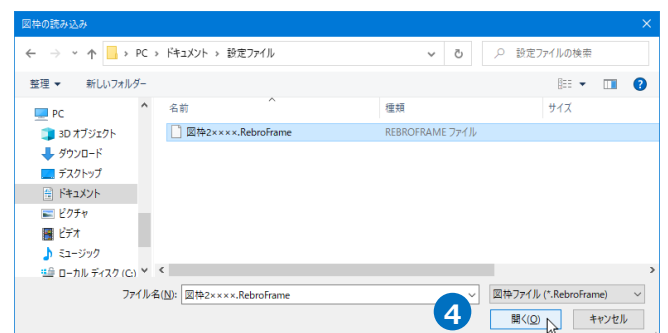 図枠の読み込み
PC › ドキュメント › 設定ファイル
設定ファイルの検索
整理
新しいフォルダー
名前 種類 サイズ
PC
3D オブジェクト
ダウンロード
デスクトップ
ドキュメント
ピクチャ
ビデオ
ミュージック
ローカル ディスク (C:)
図枠2××××.RebroFrame REBROFRAME ファイル
ファイル名(N): 図枠2××××.RebroFrame
図枠ファイル (*.RebroFrame)
4
開く(O) キャンセル